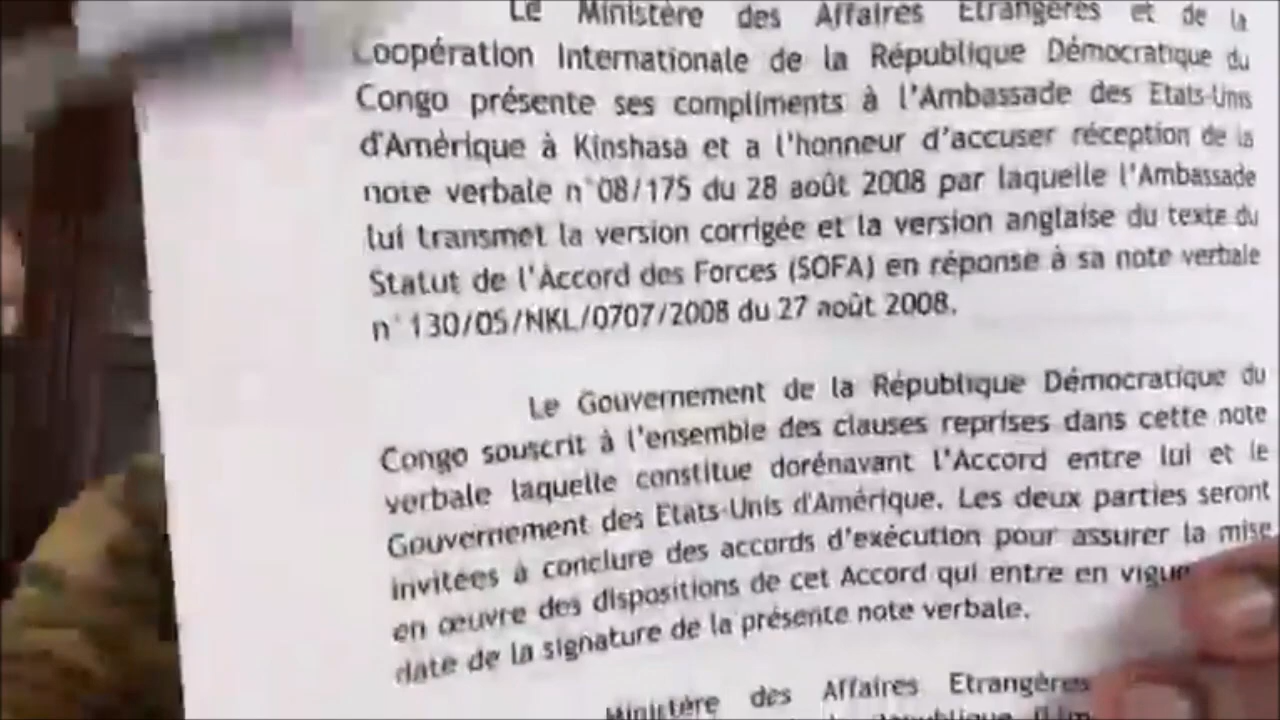 Le Ministère des Affaires Etrangères et de la
Coopération Internationale de la République Démocratique du
Congo présente ses compliments à l'Ambassade des Etats-Unis
d'Amérique à Kinshasa et a l'honneur d'accuser réception de la
note verbale n°08/175 du 28 août 2008 par laquelle l'Ambassade
lui transmet la version corrigée et la version anglaise du texte du
Statut de l'Accord des Forces (SOFA) en réponse à sa note verbale
n°130/05/NKL/0707/2008 du 27 août 2008.
Le Gouvernement de la République Démocratique du
Congo souscrit à l'ensemble des clauses reprises dans cette note
verbale laquelle constitue dorénavant l'Accord entre lui et le
Gouvernement des Etats-Unis d'Amérique. Les deux parties seront
invitées à conclure des accords d'exécution pour assurer la mise
en œuvre des dispositions de cet Accord qui entre en vigue
date de la signature de la présente note verbale.
Ministère des Affaires Etrangères